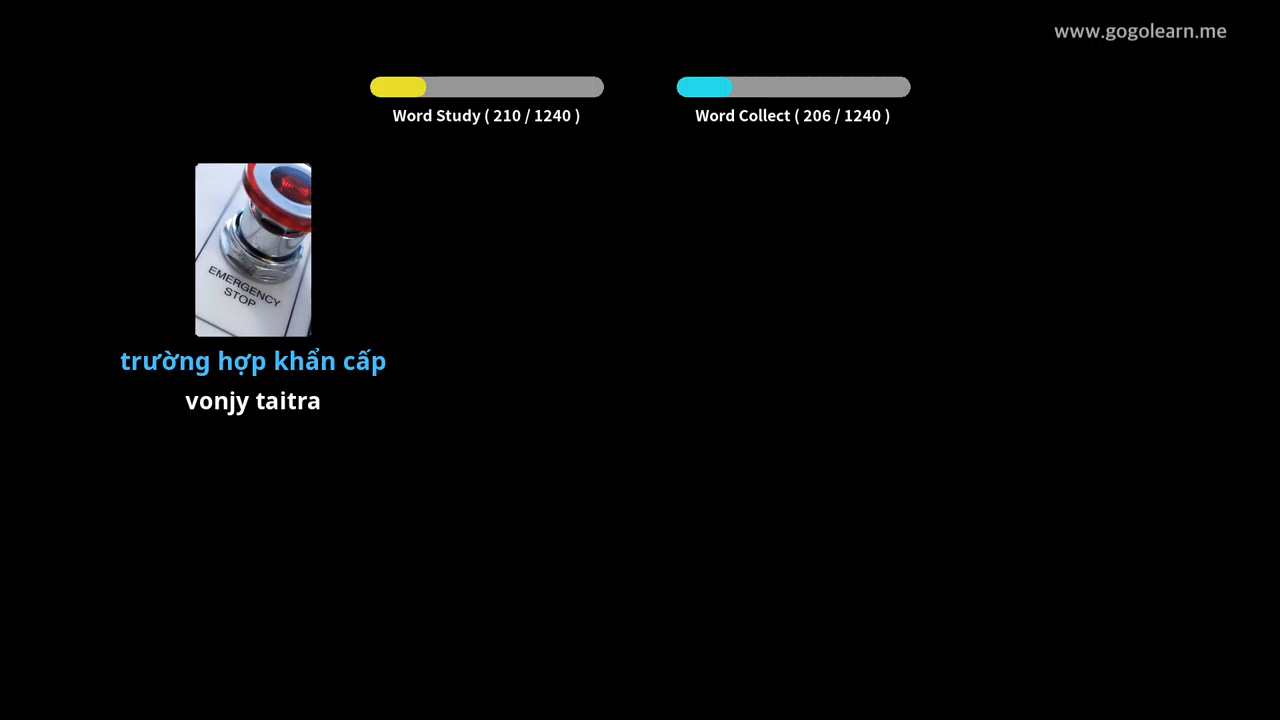 www.gogolearn.me
Word Study ( 210 / 1240 )
Word Collect ( 206 / 1240 )
EMERGENCY
STOP
trường hợp khẩn cấp
vonjy taitra